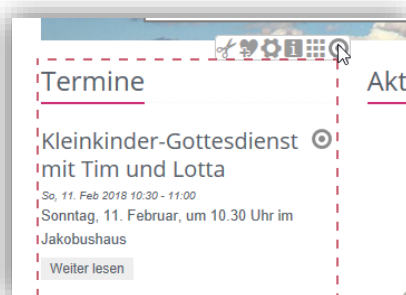 Termine
Akt
Kleinkinder-Gottesdienst
mit Tim und Lotta
So, 11. Feb 2018 10:30 - 11:00
Sonntag, 11. Februar, um 10.30 Uhr im
Jakobushaus
Weiter lesen